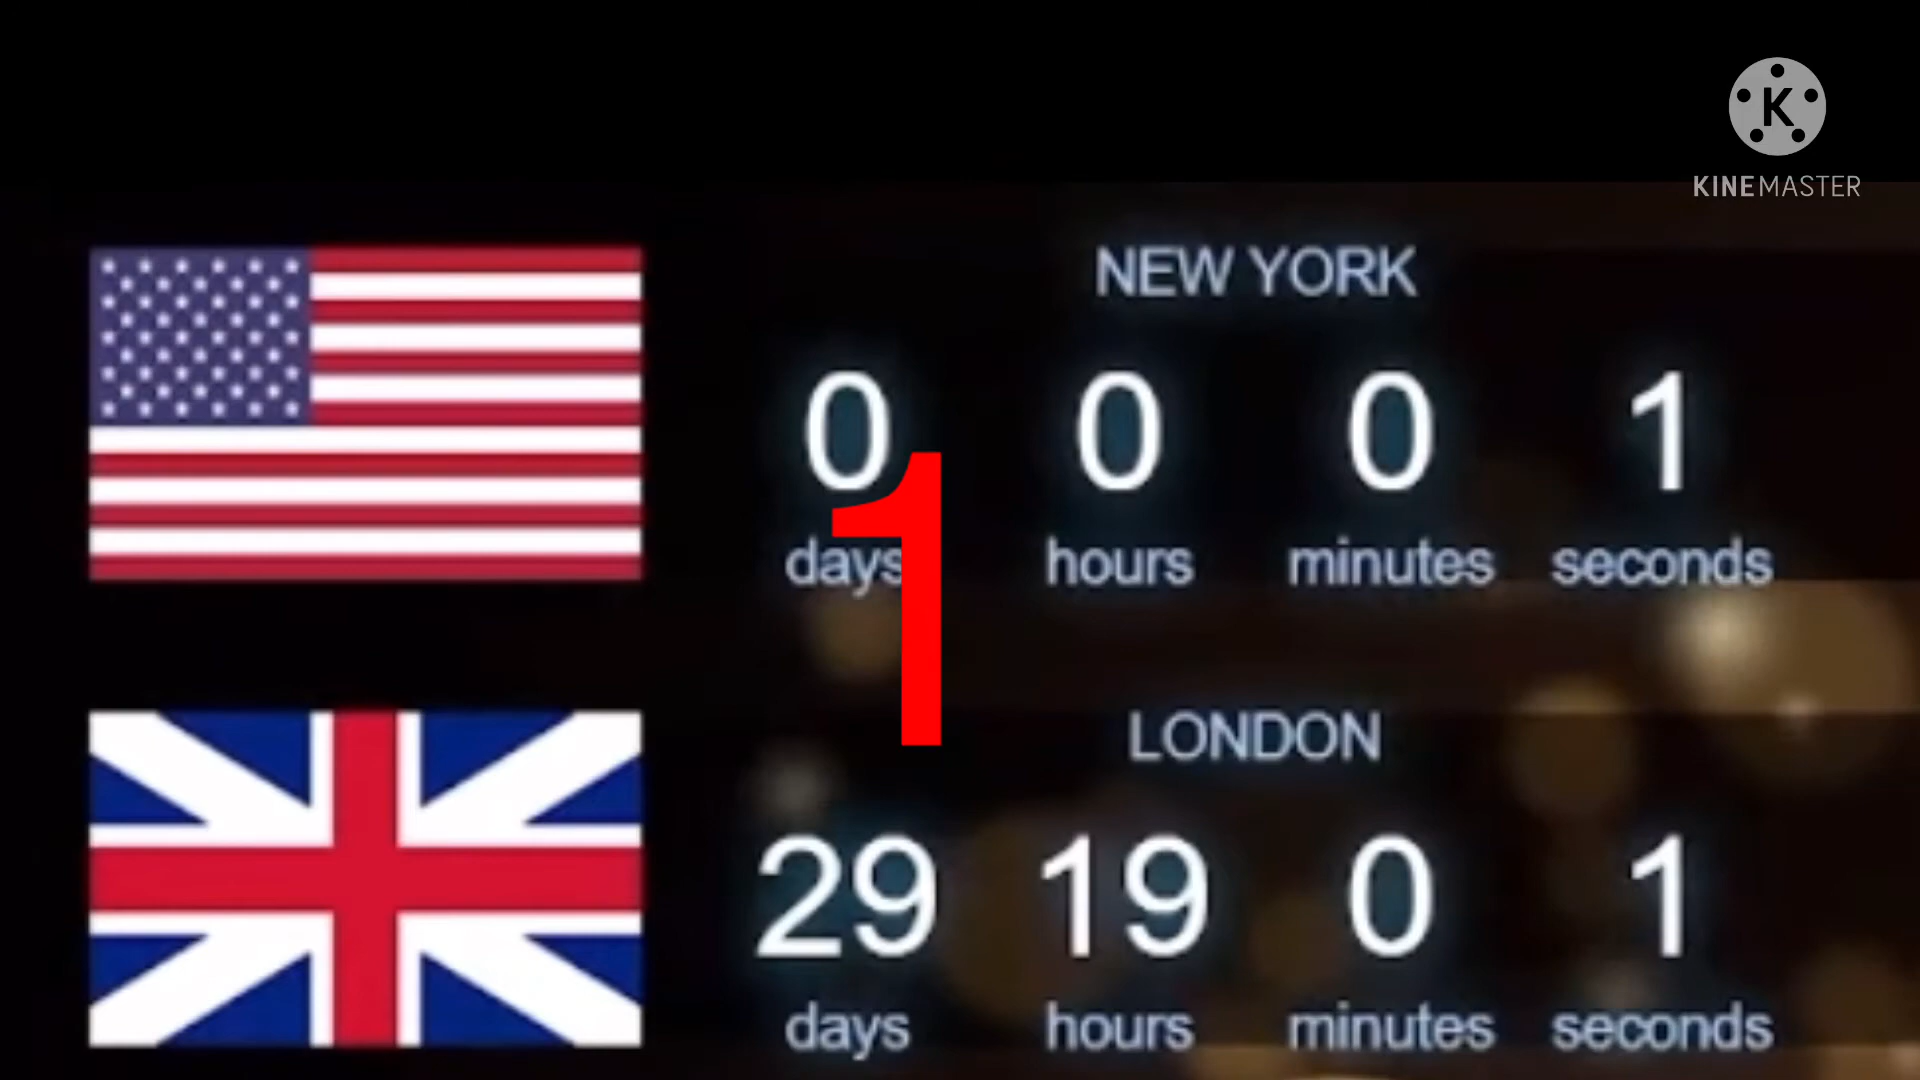 K
KINEMASTER
NEW YORK
0 0 0 1
1
days hours minutes seconds
LONDON
29 19 0 1
days hours minutes seconds